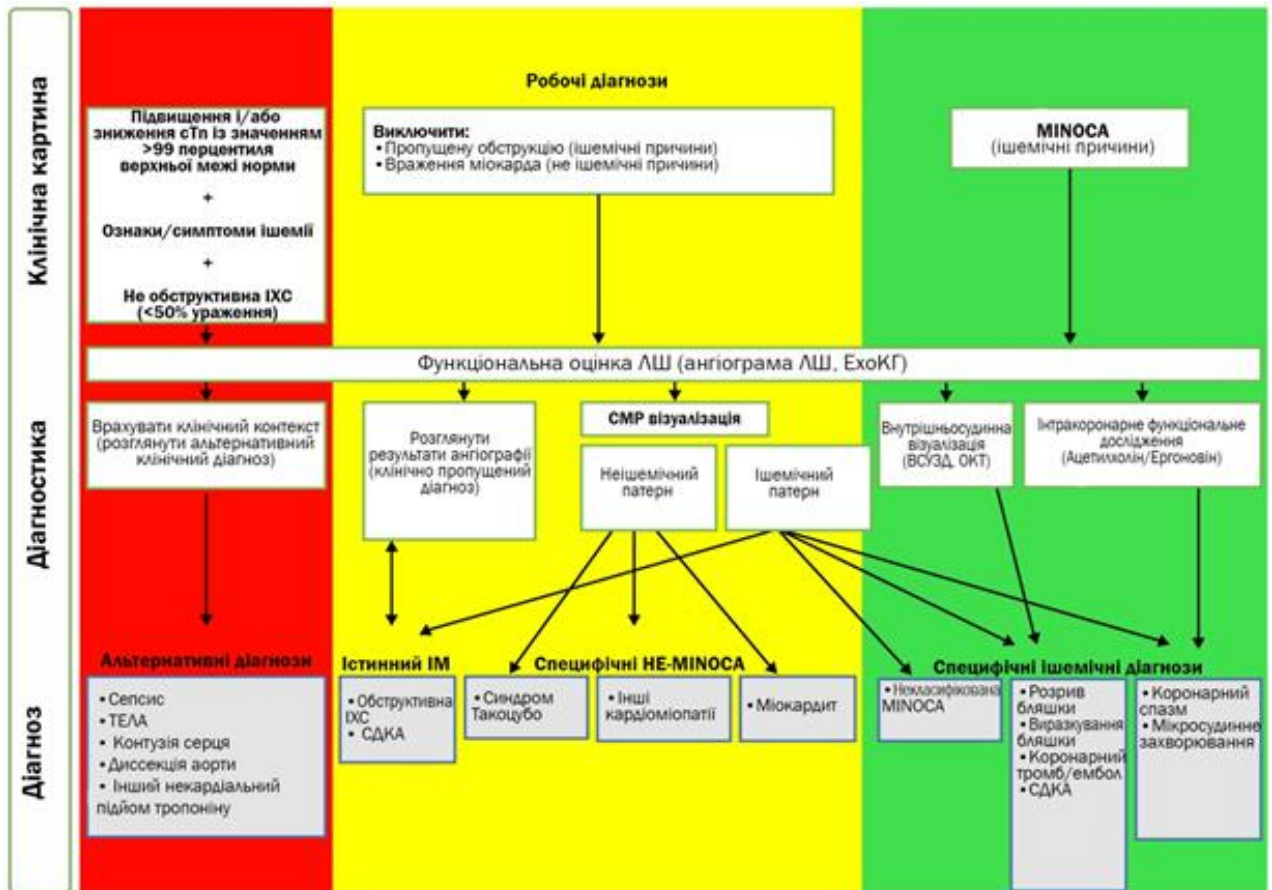 Клінічна картина
Робочі діагнози
Підвищення і/або
зниження cTn із значенням
>99 перцентиля
верхньої межі норми
+
Ознаки/симптоми ішемії
+
Не обструктивна ІХС
(<50% ураження)
Виключити:
• Пропущену обструкцію (ішемічні причини)
• Враження міокарда (не ішемічні причини)
MINOCA
(ішемічні причини)
Функціональна оцінка ЛШ (ангіограма ЛШ, ЕхоКГ)
Діагностика
Врахувати клінічний контекст
(розглянути альтернативний
клінічний діагноз)
Розглянути
результати ангіографії
(клінічно пропущений
діагноз)
СМР візуалізація
Неішемічний
патерн
Ішемічний
патерн
Внутрішньосудинна
візуалізація
(ВСУЗД, ОКТ)
Інтракоронарне функціональне
дослідження
(Ацетилхолін/Ергоновін)
Діагноз
Альтернативні діагнози
• Сепсис
• ТЕЛА
• Контузія серця
• Диссекція аорти
• Інший некардіальний
підйом тропоніну
Істинний ІМ
• Обструктивна
ІХС
• СДКА
Специфічні НЕ-MINOCA
• Синдром
Такоцубо
• Інші
кардіоміопатії
• Міокардит
Специфічні ішемічні діагнози
• Некласифікована
MINOCA
• Розрив
бляшки
• Виразкування
бляшки
• Коронарний
тромб/ембол
• СДКА
• Коронарний
спазм
• Мікросудинне
захворювання